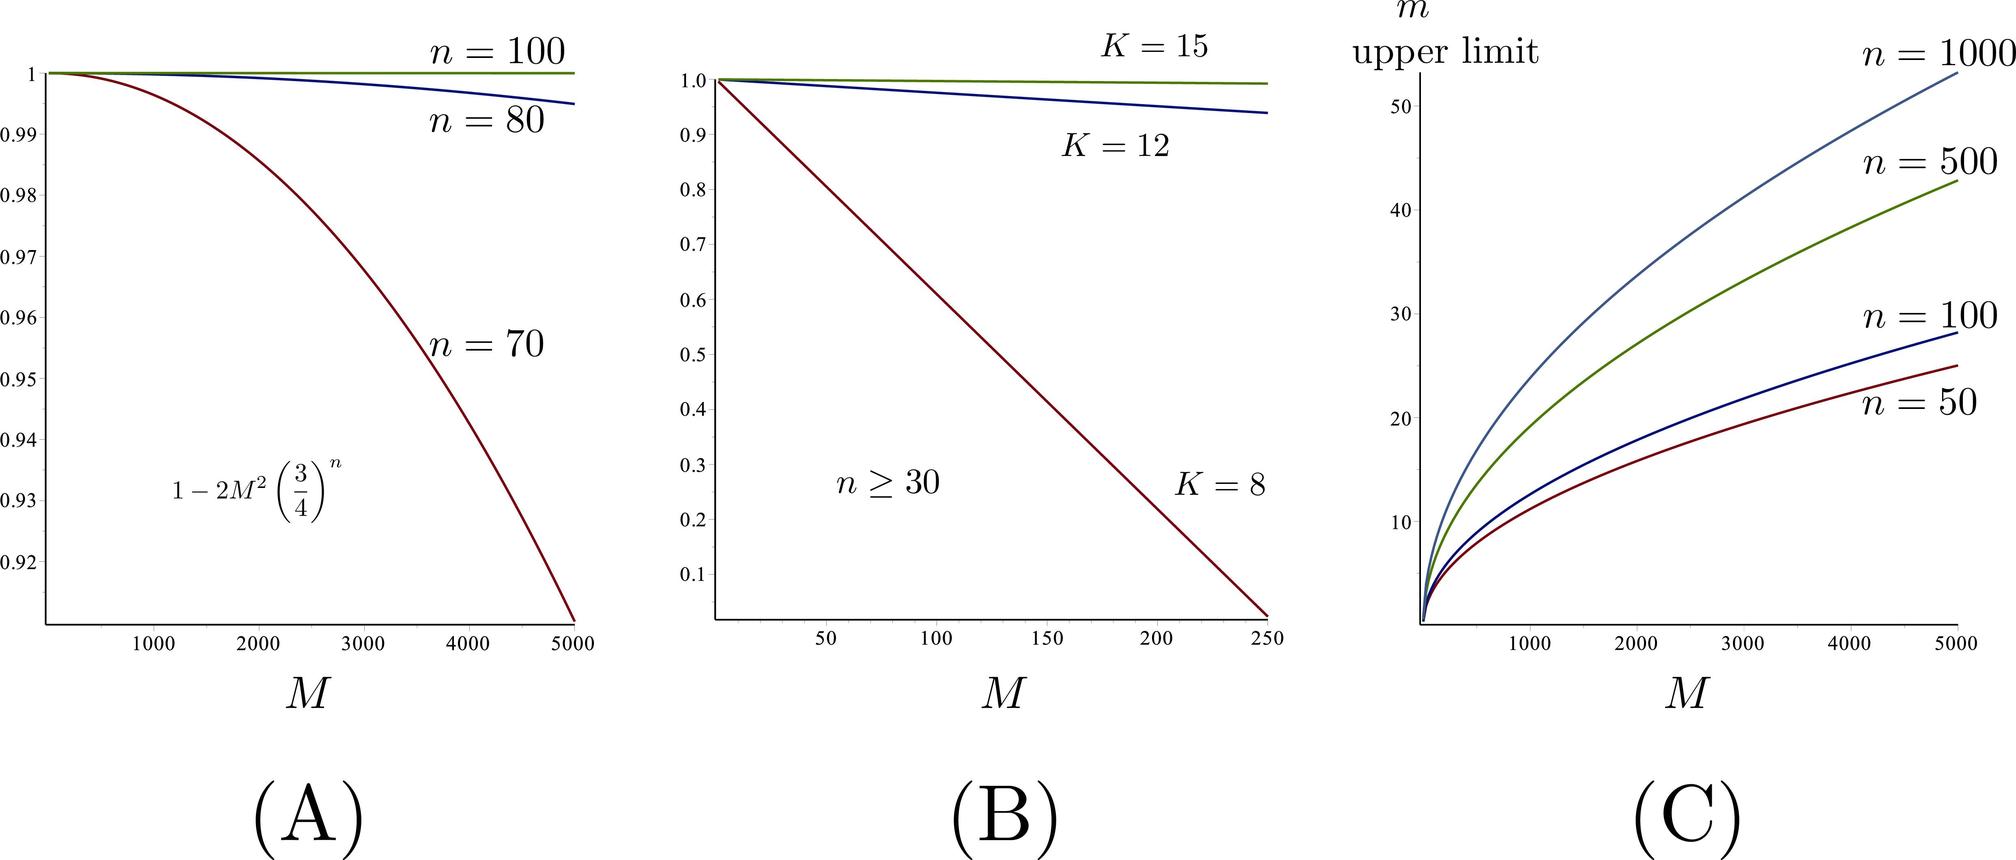 n = 100
1
n = 80
0.99
0.98
0.97
n = 70
0.96
0.95
0.94
1 − 2M² (3/4)ⁿ
0.93
0.92
1000 2000 3000 4000 5000
M
(A)
K = 15
1.0
K = 12
0.9
0.8
0.7
0.6
0.5
0.4
n ≥ 30
K = 8
0.3
0.2
0.1
50 100 150 200 250
M
(B)
m
upper limit
n = 1000
50
n = 500
40
n = 100
30
n = 50
20
10
1000 2000 3000 4000 5000
M
(C)